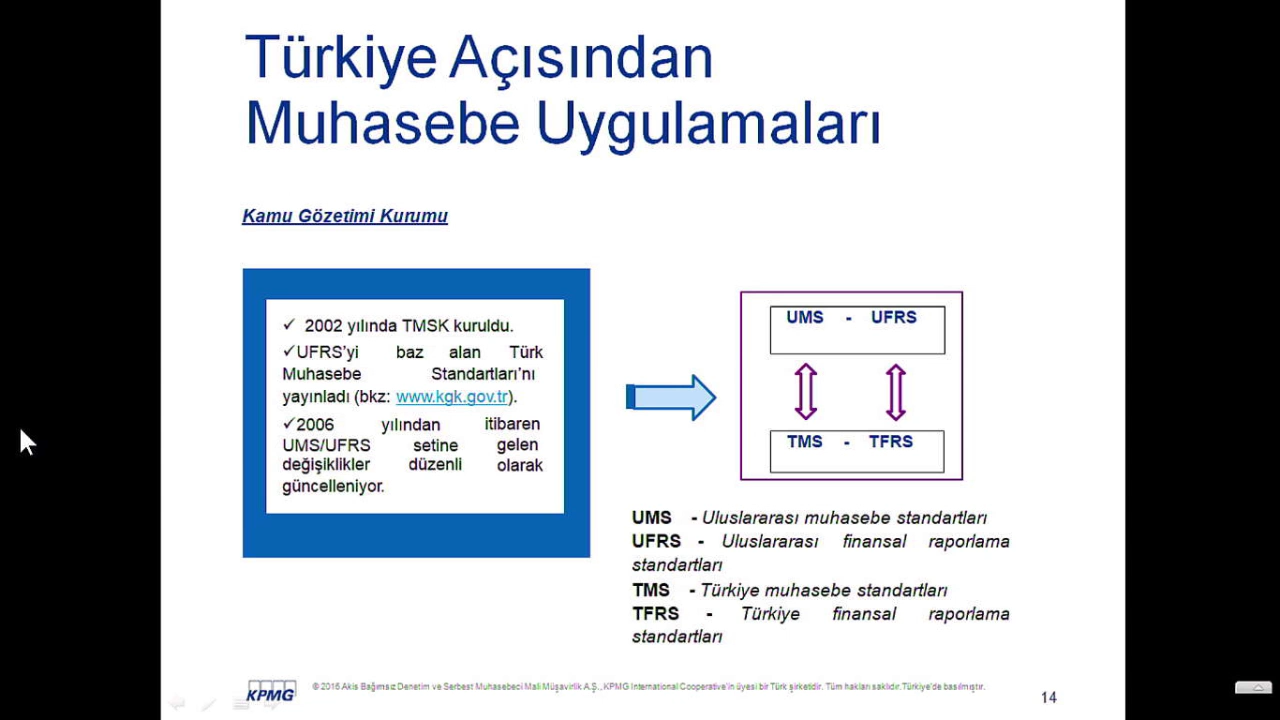 Türkiye Açısından
Muhasebe Uygulamaları
Kamu Gözetimi Kurumu
✓ 2002 yılında TMSK kuruldu.
✓UFRS'yi baz alan Türk
Muhasebe Standartları'nı
yayınladı (bkz: www.kgk.gov.tr).
✓2006 yılından itibaren
UMS/UFRS setine gelen
değişiklikler düzenli olarak
güncelleniyor.
UMS - UFRS
TMS - TFRS
UMS - Uluslararası muhasebe standartları
UFRS - Uluslararası finansal raporlama
standartları
TMS - Türkiye muhasebe standartları
TFRS - Türkiye finansal raporlama
standartları
KPMG
© 2016 Akis Bağımsız Denetim ve Serbest Muhasebeci Mali Müşavirlik A.Ş., KPMG International Cooperative'in üyesi bir Türk şirketidir. Tüm hakları saklıdır. Türkiye'de basılmıştır.
14